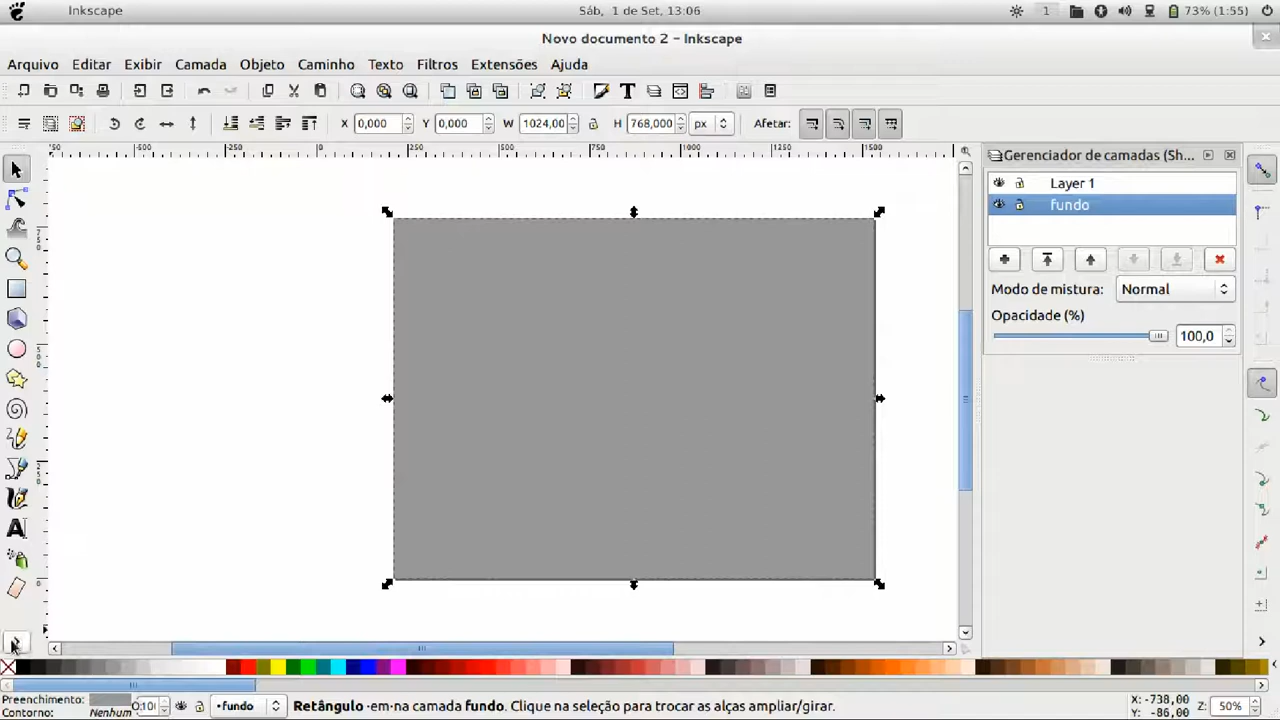 Inkscape
Sáb, 1 de Set, 13:06
1
73% (1:55)
Novo documento 2 - Inkscape
Arquivo Editar Exibir Camada Objeto Caminho Texto Filtros Extensões Ajuda
X 0,000 Y 0,000 W 1024,00 H 768,000 px Afetar:
-500 -250 0 250 500 750 1000 1250 1500
Gerenciador de camadas (Sh...
Layer 1
fundo
Modo de mistura: Normal
Opacidade (%)
100,0
Preenchimento:
Contorno: Nenhum
•fundo
Retângulo ·em·na camada fundo. Clique na seleção para trocar as alças ampliar/girar.
X: -738,00
Y: -86,00
Z: 50%